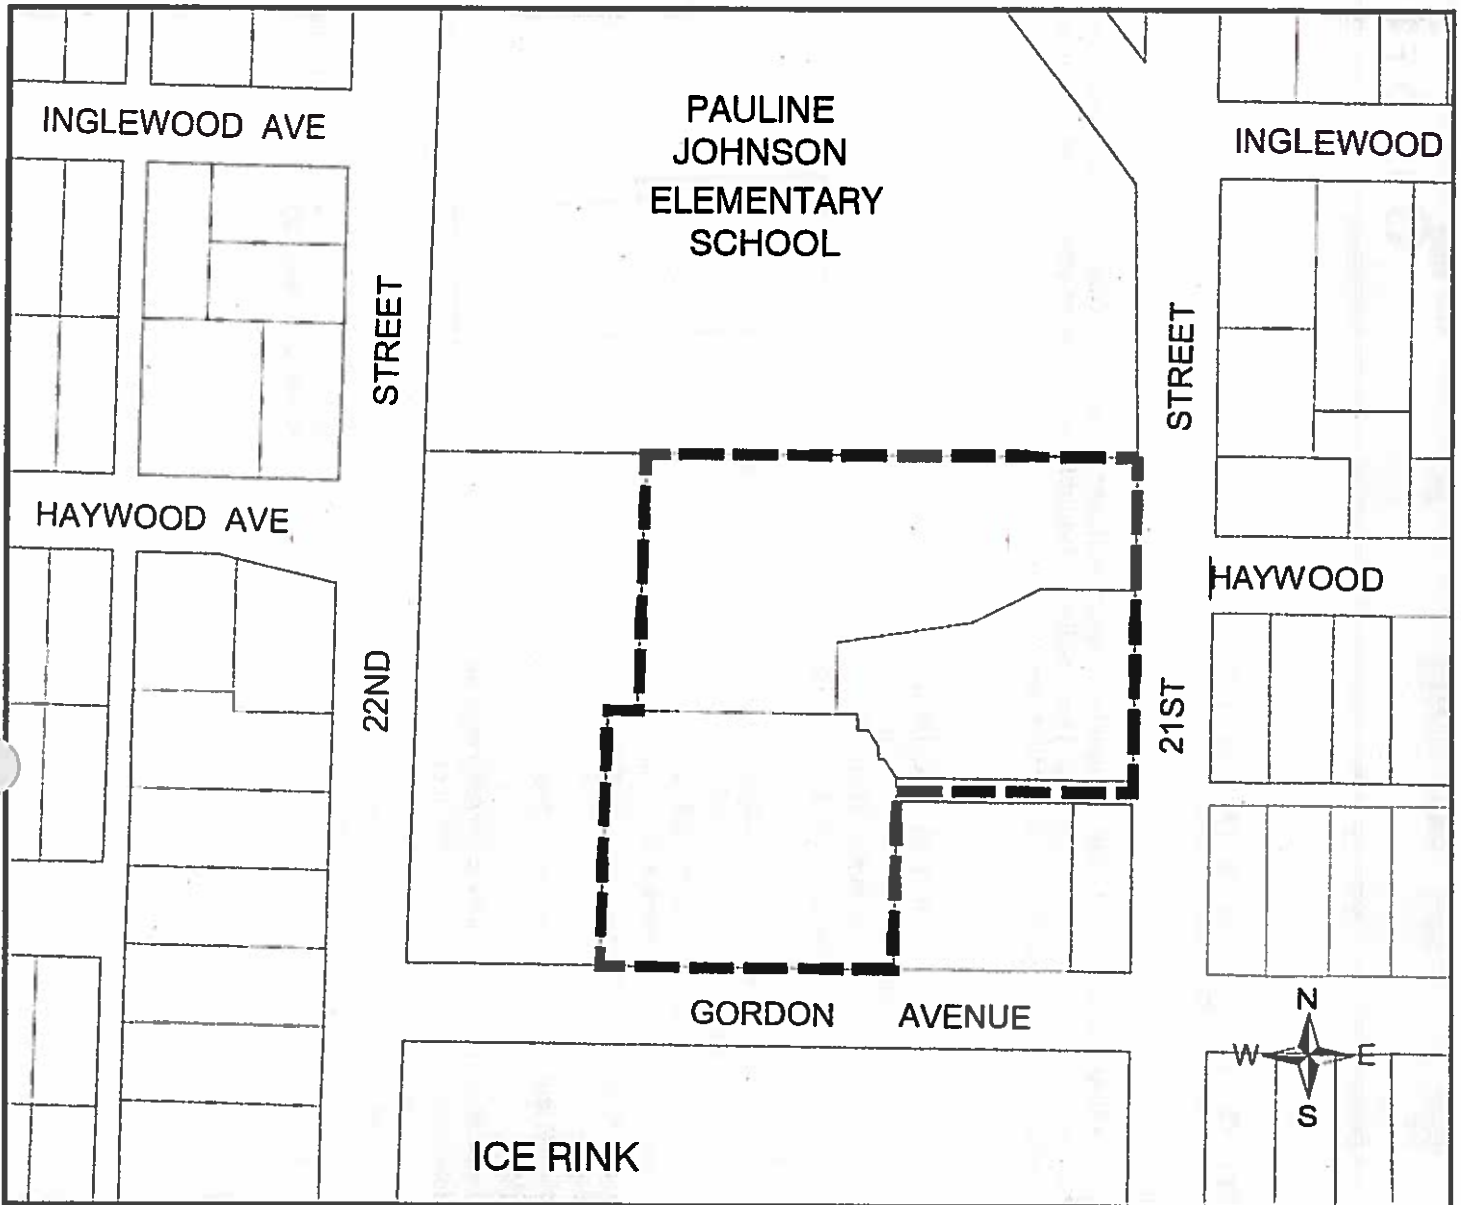 INGLEWOOD AVE
PAULINE
JOHNSON
ELEMENTARY
SCHOOL
INGLEWOOD
STREET
STREET
HAYWOOD AVE
HAYWOOD
22ND
21ST
GORDON AVENUE
N
W E
S
ICE RINK